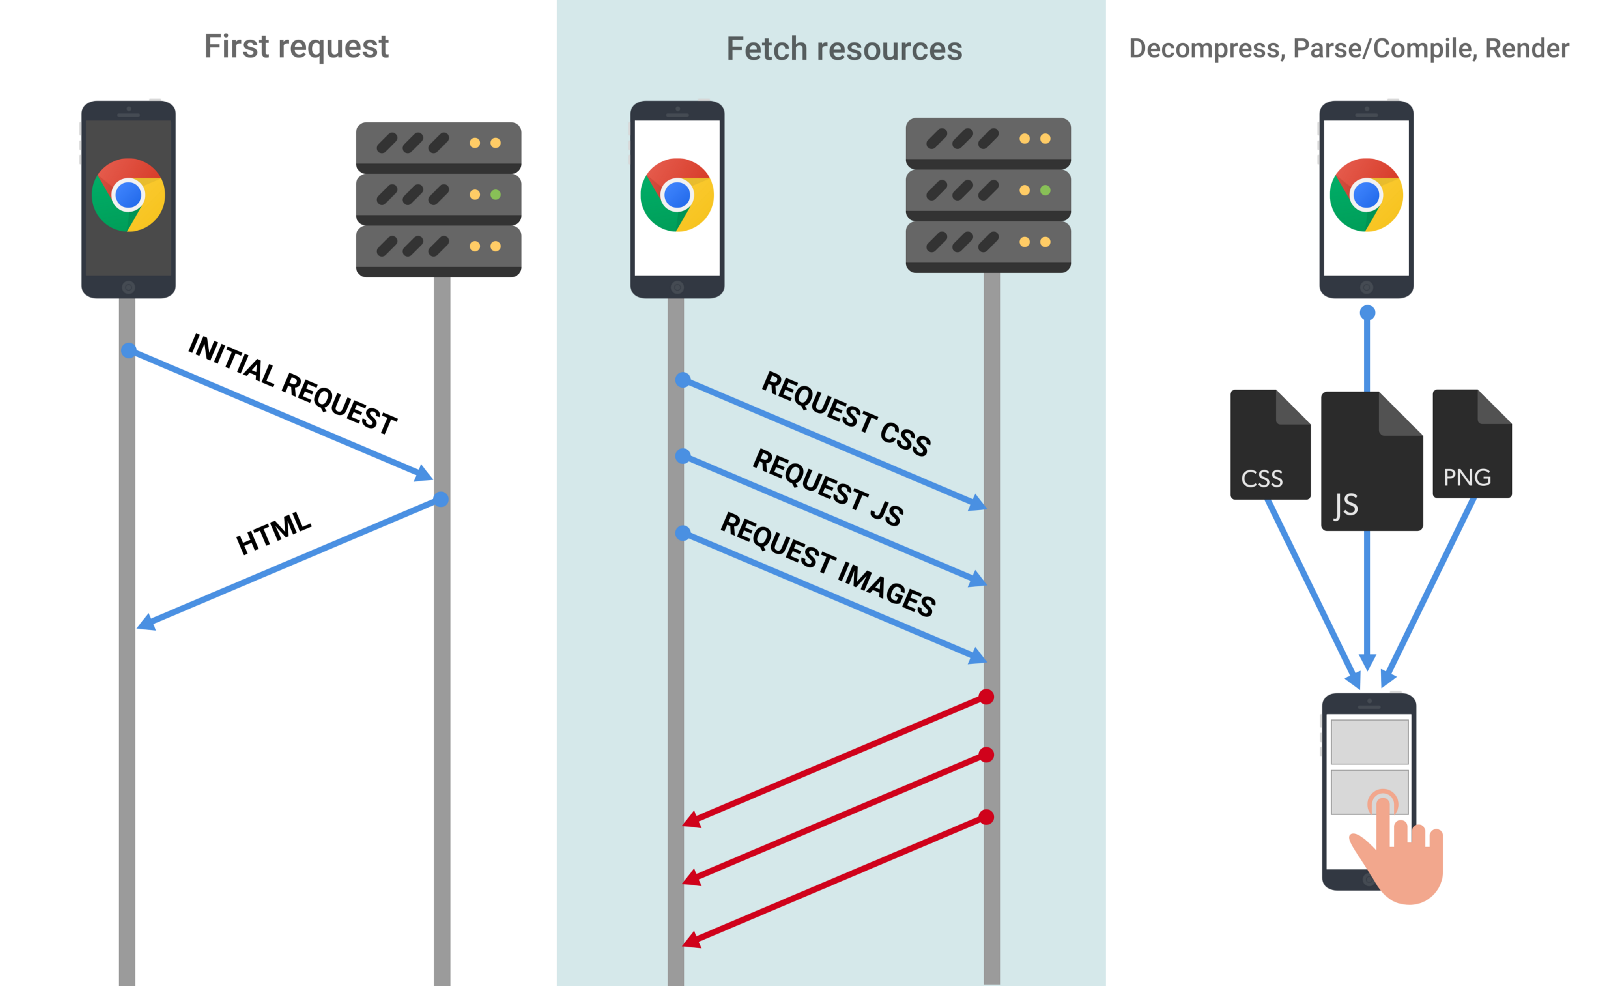 First request
INITIAL REQUEST
HTML
Fetch resources
REQUEST CSS
REQUEST JS
REQUEST IMAGES
Decompress, Parse/Compile, Render
CSS
JS
PNG